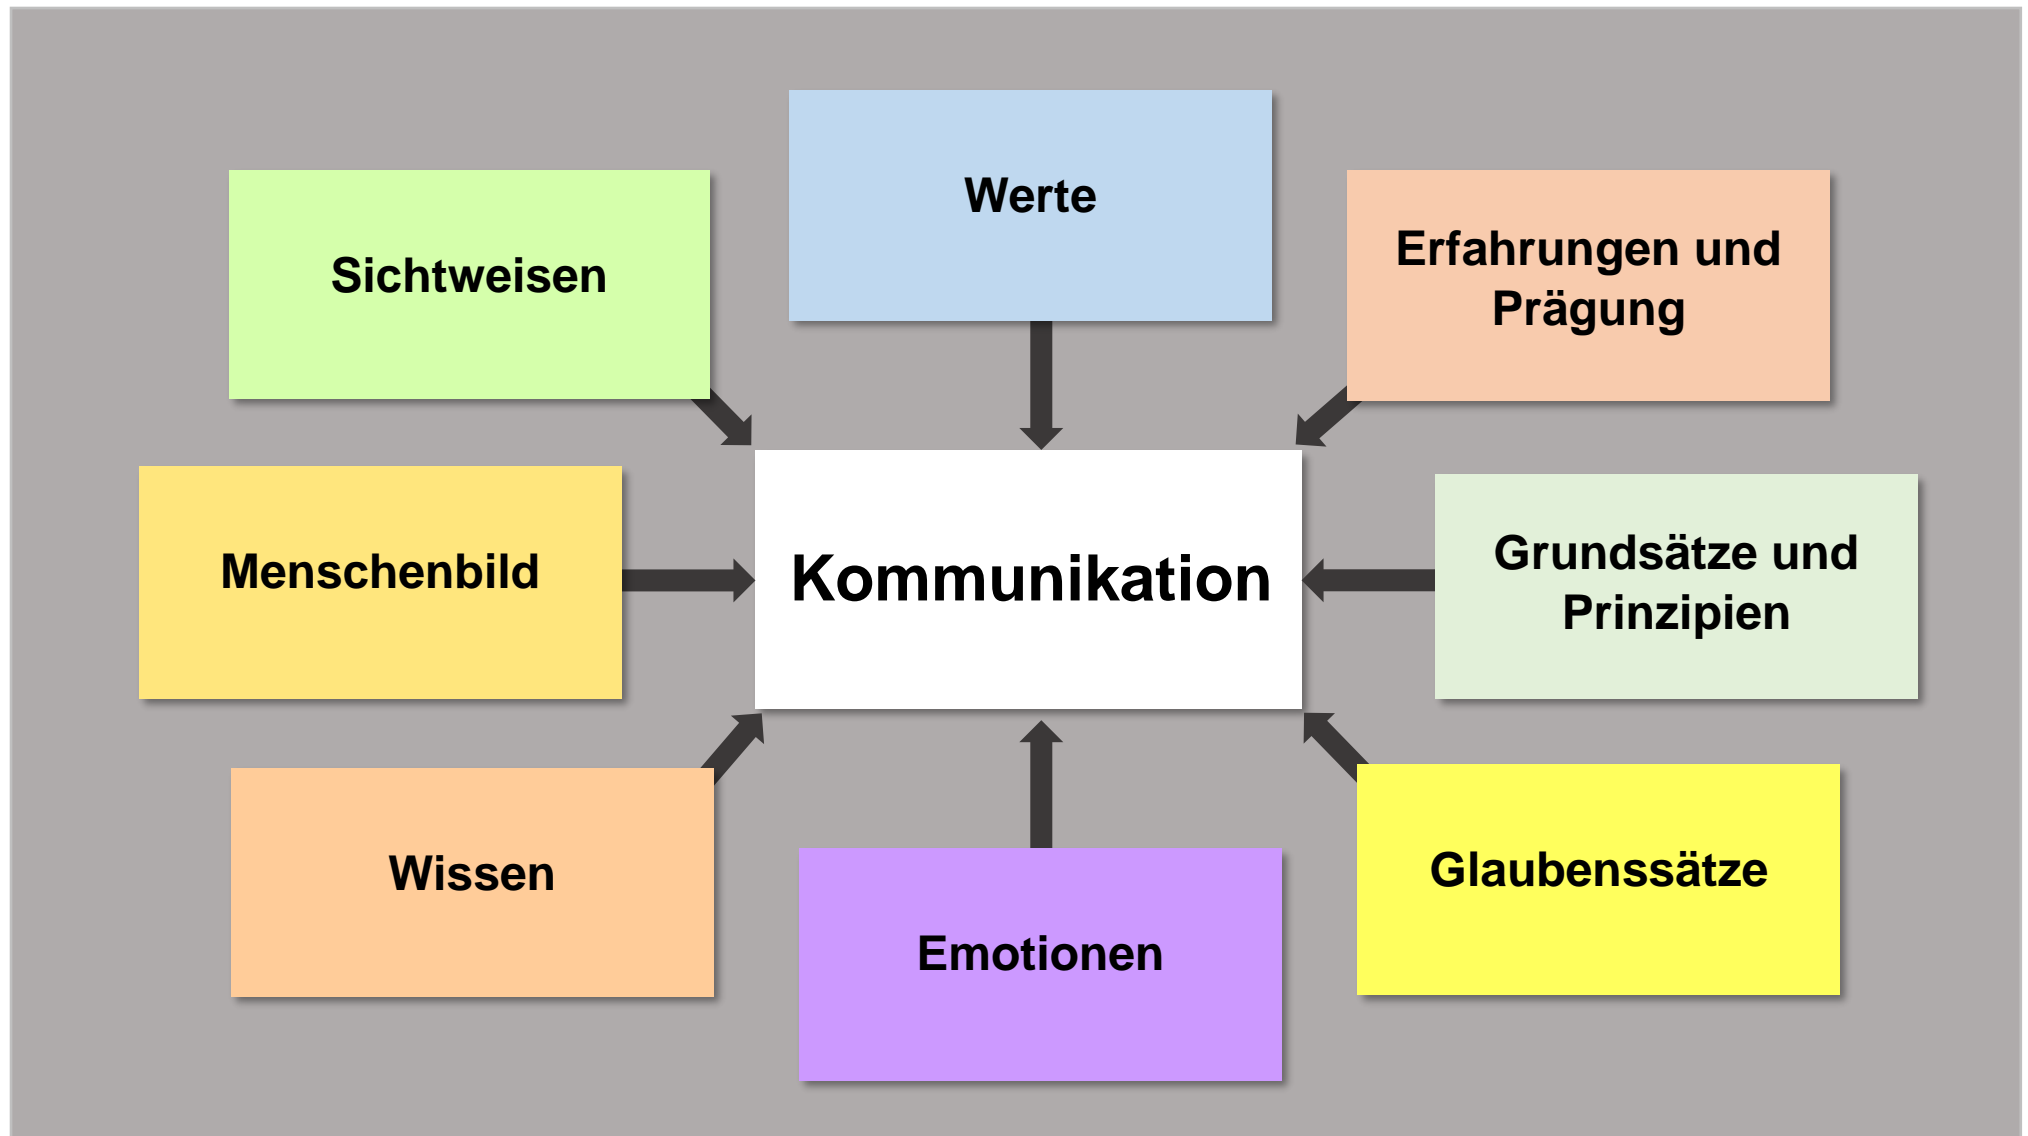 Werte
Sichtweisen
Erfahrungen und
Prägung
Menschenbild
Kommunikation
Grundsätze und
Prinzipien
Wissen
Emotionen
Glaubenssätze